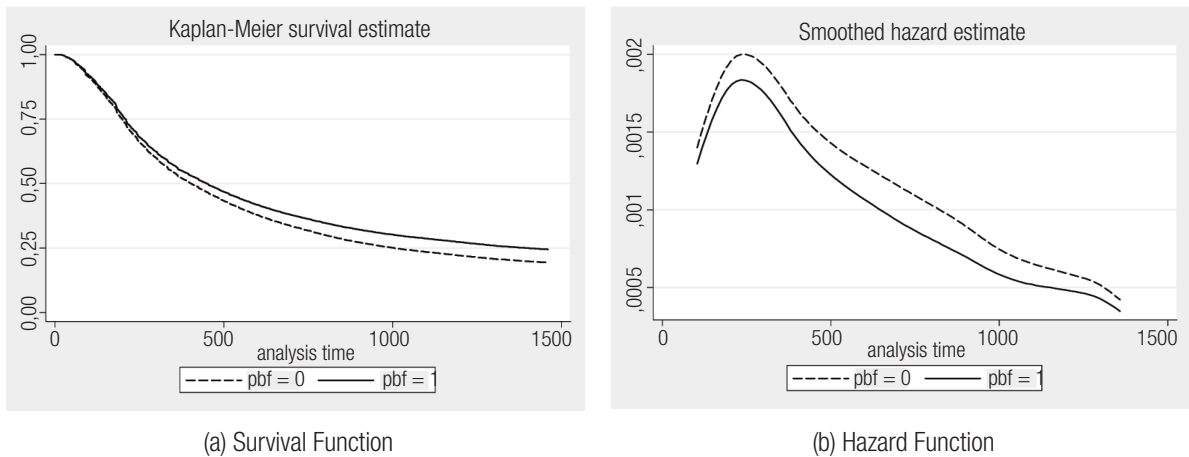 Kaplan-Meier survival estimate
1,00
0,75
0,50
0,25
0,00
0 500 1000 1500
analysis time
pbf = 0 pbf = 1
(a) Survival Function
Smoothed hazard estimate
,002
,0015
,001
,0005
0 500 1000 1500
analysis time
pbf = 0 pbf = 1
(b) Hazard Function